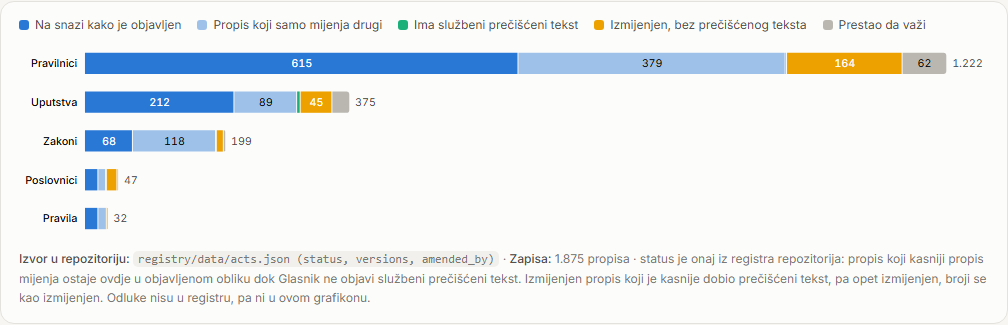 Na snazi kako je objavljen Propis koji samo mijenja drugi Ima službeni prečišćeni tekst Izmijenjen, bez prečišćenog teksta Prestao da važi
Pravilnici 615 379 164 62 1.222
Uputstva 212 89 45 375
Zakoni 68 118 199
Poslovnici 47
Pravila 32
Izvor u repozitoriju: registry/data/acts.json (status, versions, amended_by) · Zapisa: 1.875 propisa · status je onaj iz registra repozitorija: propis koji kasniji propis
mijenja ostaje ovdje u objavljenom obliku dok Glasnik ne objavi službeni prečišćeni tekst. Izmijenjen propis koji je kasnije dobio prečišćeni tekst, pa opet izmijenjen, broji se
kao izmijenjen. Odluke nisu u registru, pa ni u ovom grafikonu.